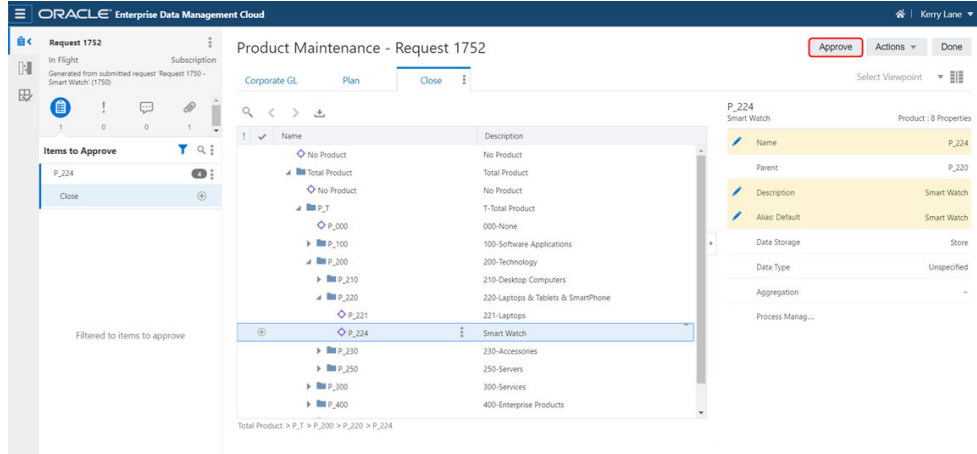 ORACLE® Enterprise Data Management Cloud
Kerry Lane
Request 1752
In Flight
Subscription
Generated from submitted request 'Request 1750 -
Smart Watch' (1750)
1
0
0
1
Items to Approve
P_224
4
Close
Filtered to items to approve
Product Maintenance - Request 1752
Approve
Actions
Done
Corporate GL
Plan
Close
Select Viewpoint
! Name Description
No Product No Product
Total Product Total Product
No Product No Product
P_T T-Total Product
P_000 000-None
P_100 100-Software Applications
P_200 200-Technology
P_210 210-Desktop Computers
P_220 220-Laptops & Tablets & SmartPhone
P_221 221-Laptops
P_224 Smart Watch
P_230 230-Accessories
P_250 250-Servers
P_300 300-Services
P_400 400-Enterprise Products
Total Product > P_T > P_200 > P_220 > P_224
P_224
Smart Watch Product : 8 Properties
Name P_224
Parent P_220
Description Smart Watch
Alias: Default Smart Watch
Data Storage Store
Data Type Unspecified
Aggregation ~
Process Manag...